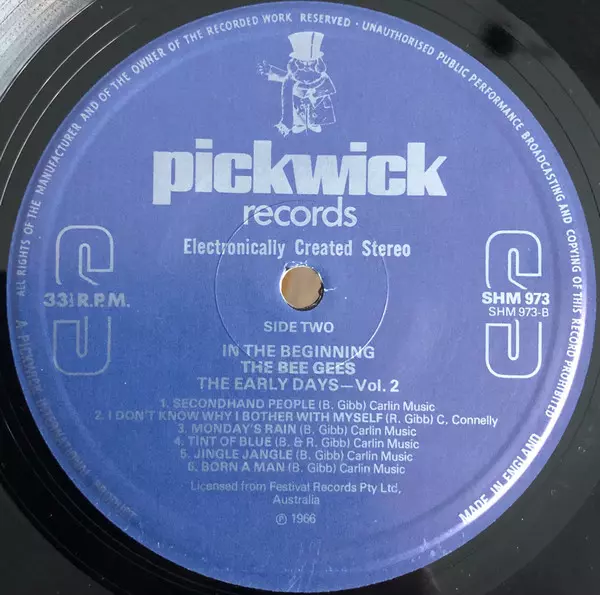 ALL RIGHTS OF THE MANUFACTURER AND OF THE OWNER OF THE RECORDED WORK RESERVED - UNAUTHORISED PUBLIC PERFORMANCE BROADCASTING AND COPYING OF THIS RECORD PROHIBITED
pickwick
records
Electronically Created Stereo
33⅓ R.P.M.
SHM 973
SHM 973-B
SIDE TWO
IN THE BEGINNING
THE BEE GEES
THE EARLY DAYS—Vol. 2
1. SECONDHAND PEOPLE (B. Gibb) Carlin Music
2. I DON'T KNOW WHY I BOTHER WITH MYSELF (R. Gibb) C. Connelly
3. MONDAY'S RAIN (B. Gibb) Carlin Music
4. TINT OF BLUE (B. & R. Gibb) Carlin Music
5. JINGLE JANGLE (B. Gibb) Carlin Music
6. BORN A MAN (B. Gibb) Carlin Music
Licensed from Festival Records Pty Ltd,
Australia
℗ 1966
A PICKWICK INTERNATIONAL PRODUCT
MADE IN ENGLAND